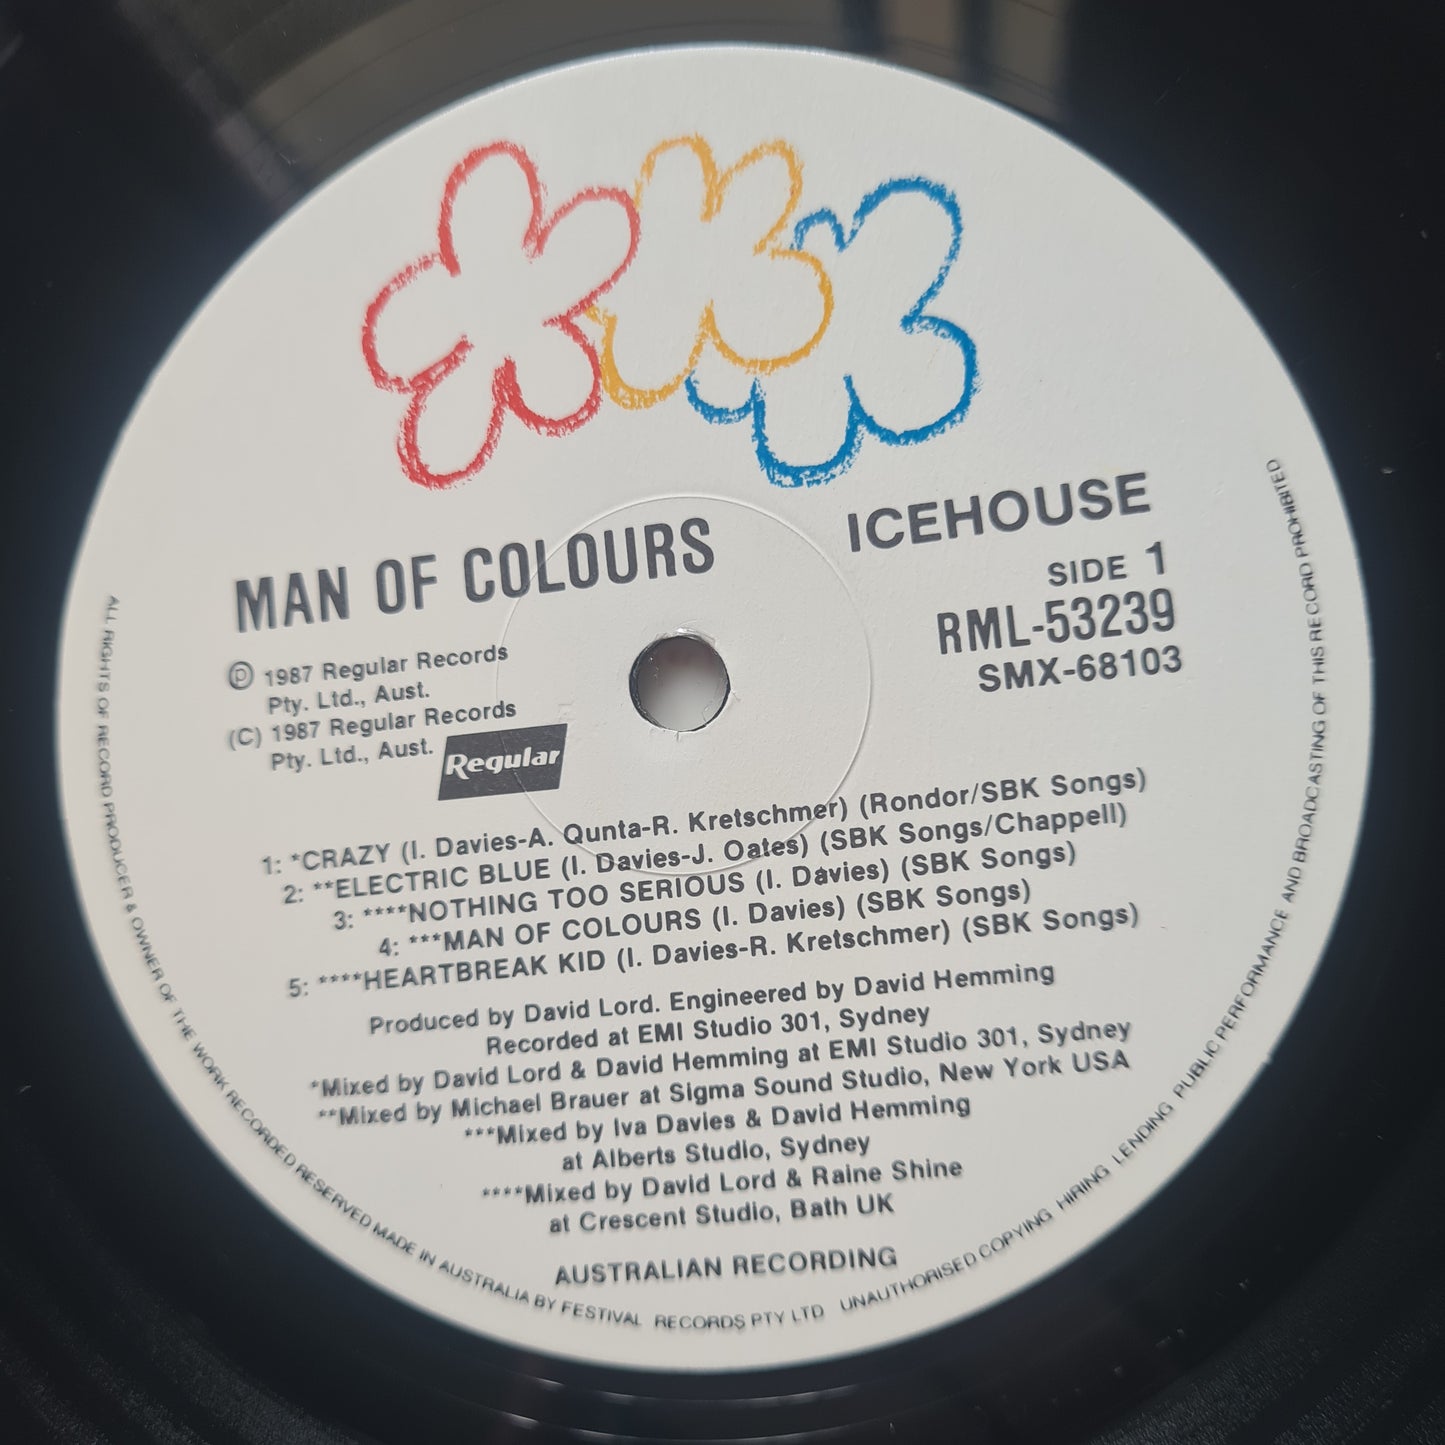 MAN OF COLOURS
ICEHOUSE
SIDE 1
RML-53239
SMX-68103
Ⓟ 1987 Regular Records
Pty. Ltd., Aust.
(C) 1987 Regular Records
Pty. Ltd., Aust.
Regular
1: *CRAZY (I. Davies-A. Qunta-R. Kretschmer) (Rondor/SBK Songs)
2: **ELECTRIC BLUE (I. Davies-J. Oates) (SBK Songs/Chappell)
3: ****NOTHING TOO SERIOUS (I. Davies) (SBK Songs)
4: ***MAN OF COLOURS (I. Davies) (SBK Songs)
5: ****HEARTBREAK KID (I. Davies-R. Kretschmer) (SBK Songs)
Produced by David Lord. Engineered by David Hemming
Recorded at EMI Studio 301, Sydney
*Mixed by David Lord & David Hemming at EMI Studio 301, Sydney
**Mixed by Michael Brauer at Sigma Sound Studio, New York USA
***Mixed by Iva Davies & David Hemming
at Alberts Studio, Sydney
****Mixed by David Lord & Raine Shine
at Crescent Studio, Bath UK
AUSTRALIAN RECORDING
ALL RIGHTS OF RECORD PRODUCER & OWNER OF THE WORK RECORDED RESERVED MADE IN AUSTRALIA BY FESTIVAL RECORDS PTY LTD UNAUTHORISED COPYING HIRING LENDING PUBLIC PERFORMANCE AND BROADCASTING OF THIS RECORD PROHIBITED